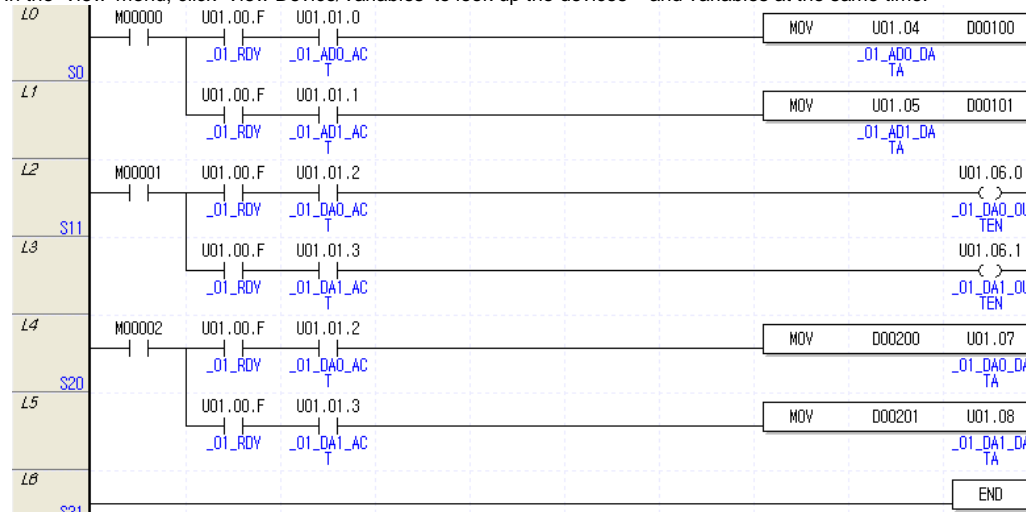 in the 'View' menu, click 'View Device/Variables' to look up the devices and variables at the same time.
L0 M00000 U01.00.F U01.01.0 MOV U01.04 D00100
_01_RDY _01_AD0_AC _01_AD0_DA
S0 T TA
L1 U01.00.F U01.01.1 MOV U01.05 D00101
_01_RDY _01_AD1_AC _01_AD1_DA
T TA
L2 M00001 U01.00.F U01.01.2 U01.06.0
_01_RDY _01_DA0_AC _01_DA0_OU
S11 T TEN
L3 U01.00.F U01.01.3 U01.06.1
_01_RDY _01_DA1_AC _01_DA1_OU
T TEN
L4 M00002 U01.00.F U01.01.2 MOV D00200 U01.07
_01_RDY _01_DA0_AC _01_DA0_DA
S20 T TA
L5 U01.00.F U01.01.3 MOV D00201 U01.08
_01_RDY _01_DA1_AC _01_DA1_DA
T TA
L6 END
S31